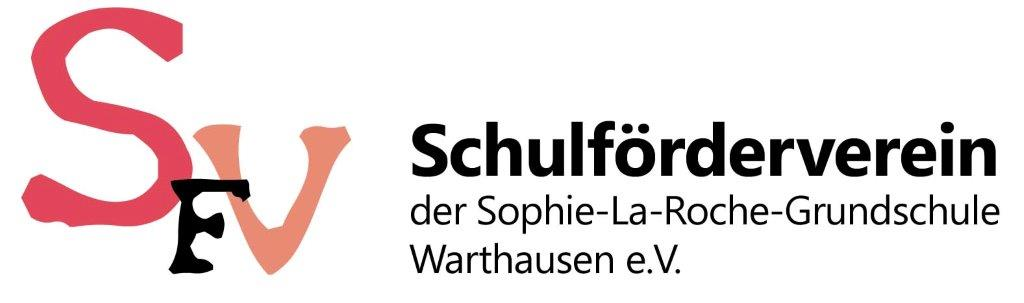 SFV
Schulförderverein
der Sophie-La-Roche-Grundschule
Warthausen e.V.